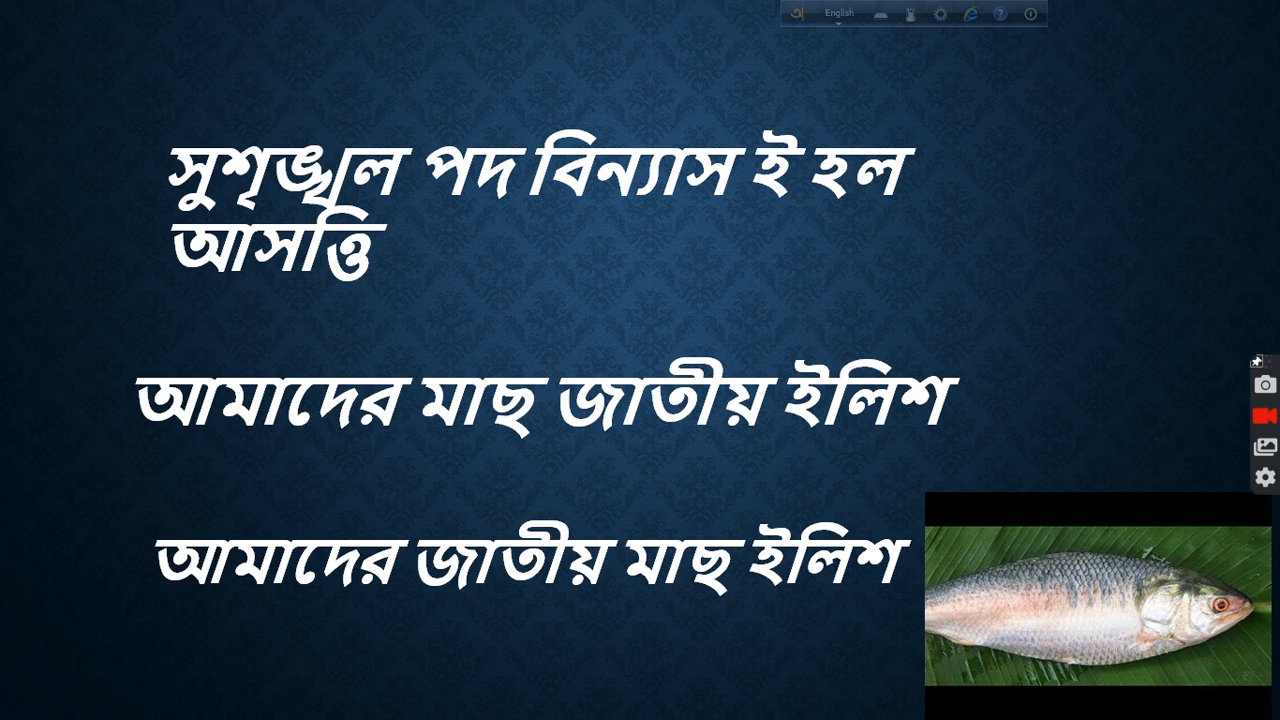 English
সুশৃঙ্খল পদ বিন্যাস ই হল
আসত্তি
আমাদের মাছ জাতীয় ইলিশ
আমাদের জাতীয় মাছ ইলিশ